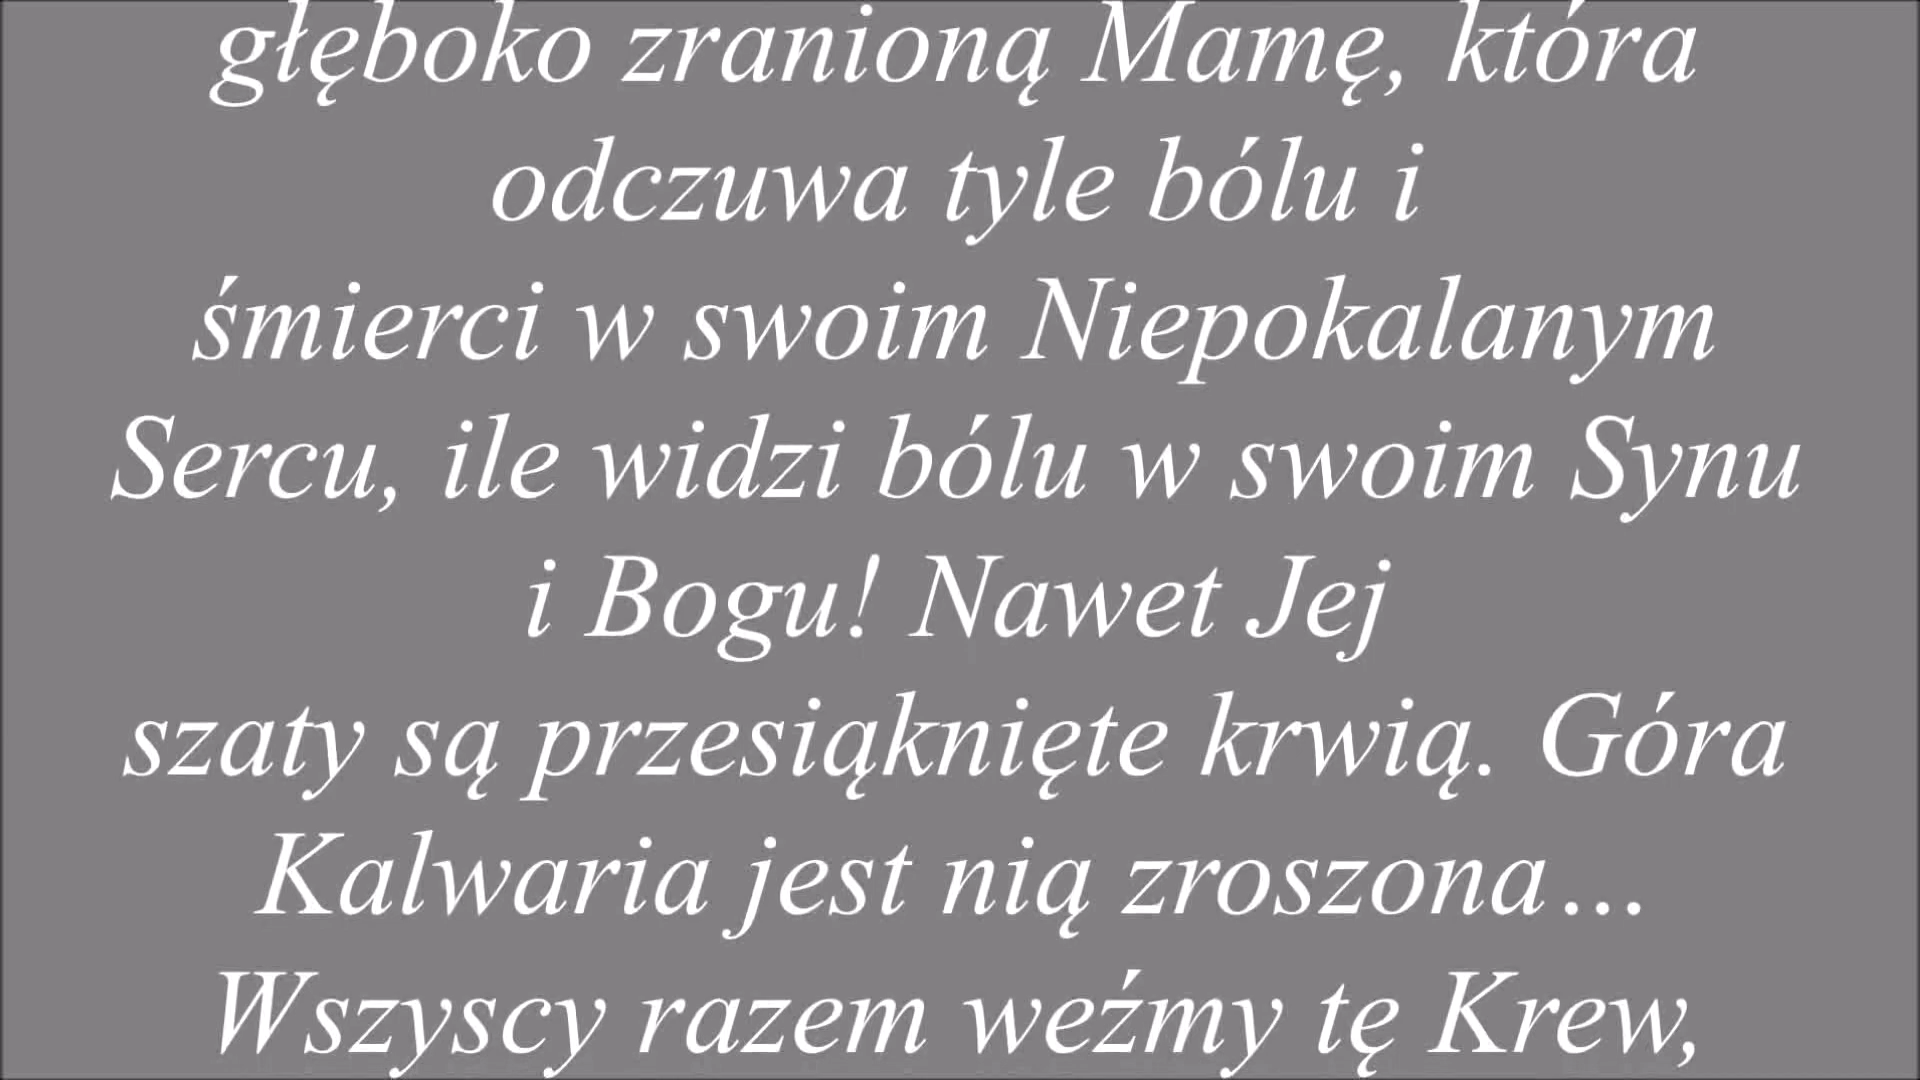 głęboko zranioną Mamę, która
odczuwa tyle bólu i
śmierci w swoim Niepokalanym
Sercu, ile widzi bólu w swoim Synu
i Bogu! Nawet Jej
szaty są przesiąknięte krwią. Góra
Kalwaria jest nią zroszona...
Wszyscy razem weźmy tę Krew,